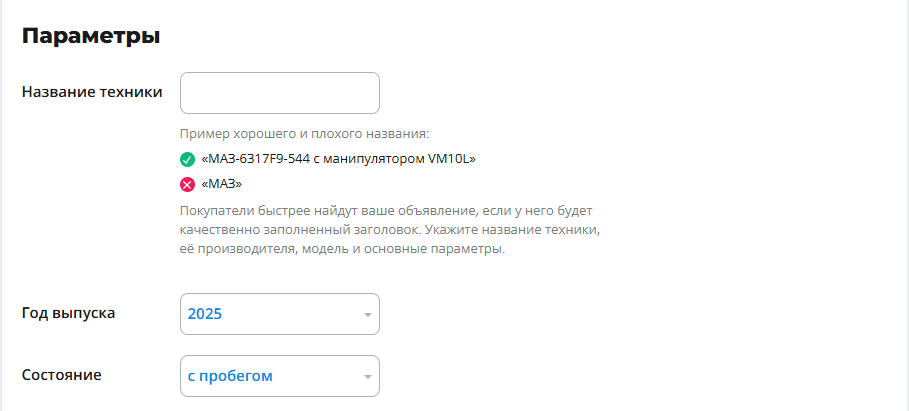 Параметры
Название техники
Пример хорошего и плохого названия:
«МАЗ-6317F9-544 с манипулятором VM10L»
«МАЗ»
Покупатели быстрее найдут ваше объявление, если у него будет
качественно заполненный заголовок. Укажите название техники,
её производителя, модель и основные параметры.
Год выпуска 2025
Состояние с пробегом